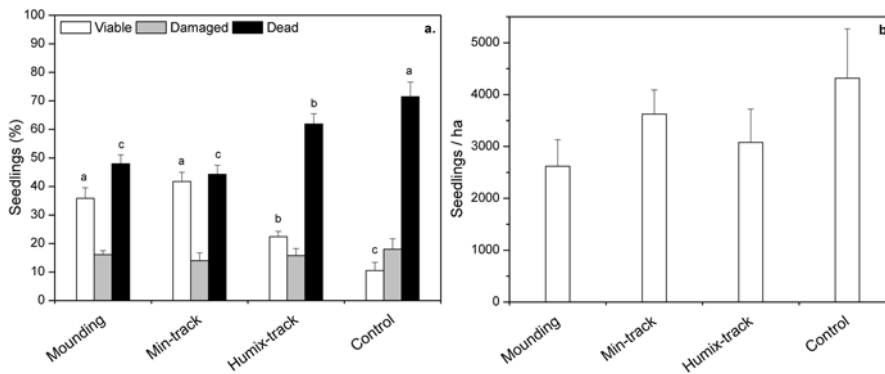 100
90
80
70
60
50
40
30
20
10
0
Seedlings (%)
Viable Damaged Dead
a.
a
c
a
c
b
b
c
a
Mounding
Min-track
Humix-track
Control
5000
4000
3000
2000
1000
0
Seedlings / ha
b
Mounding
Min-track
Humix-track
Control